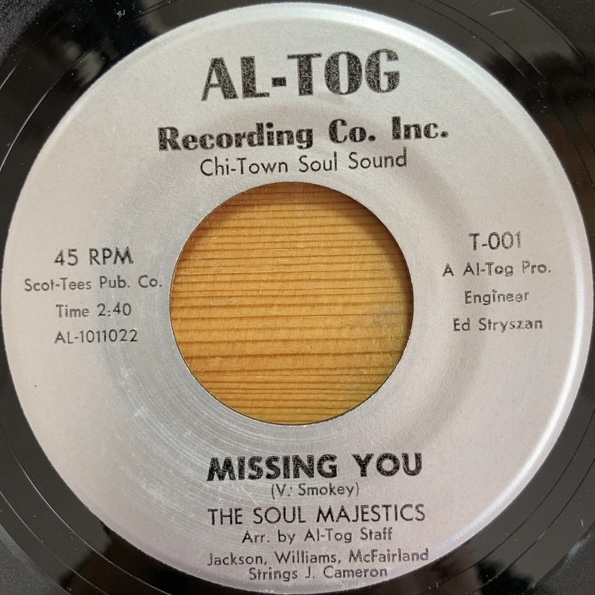 AL-TOG
Recording Co. Inc.
Chi-Town Soul Sound
45 RPM
Scot-Tees Pub. Co.
Time 2:40
AL-1011022
T-001
A Al-Tog Pro.
Engineer
Ed Stryszan
MISSING YOU
(V: Smokey)
THE SOUL MAJESTICS
Arr. by Al-Tog Staff
Jackson, Williams, McFairland
Strings J. Cameron